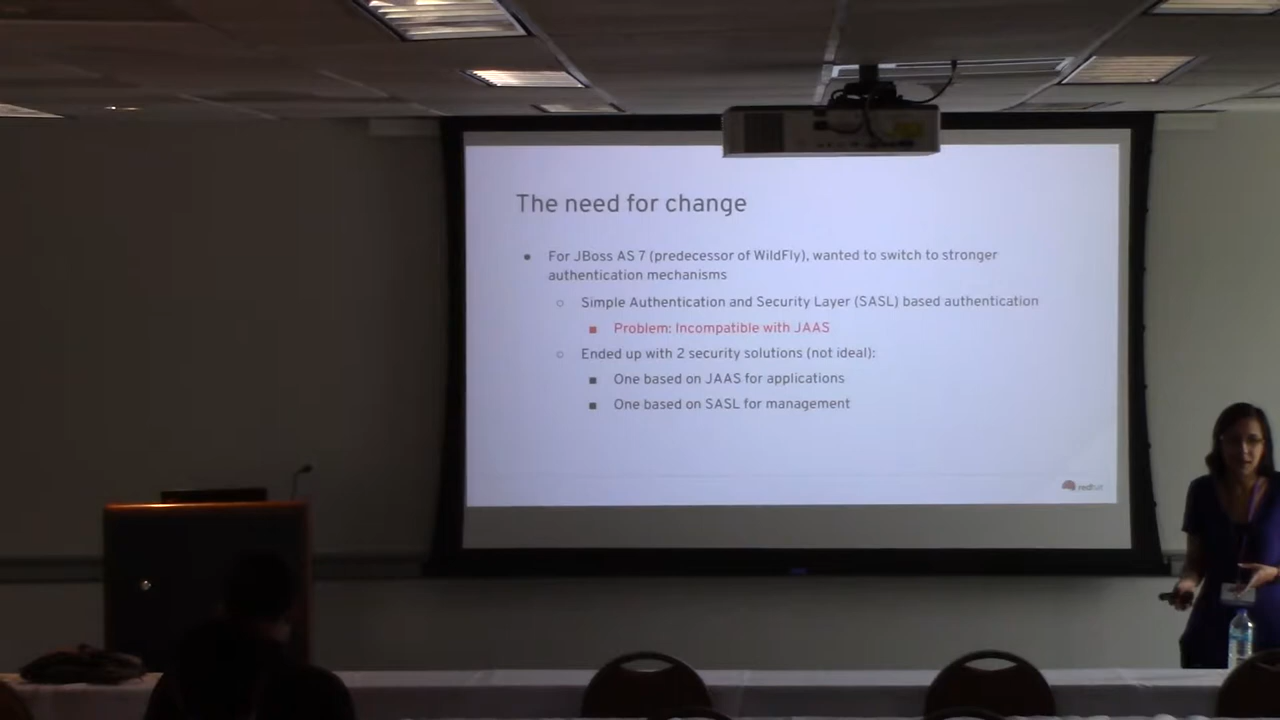 The need for change
For JBoss AS 7 (predecessor of WildFly), wanted to switch to stronger
authentication mechanisms
Simple Authentication and Security Layer (SASL) based authentication
Problem: Incompatible with JAAS
Ended up with 2 security solutions (not ideal):
One based on JAAS for applications
One based on SASL for management
redhat